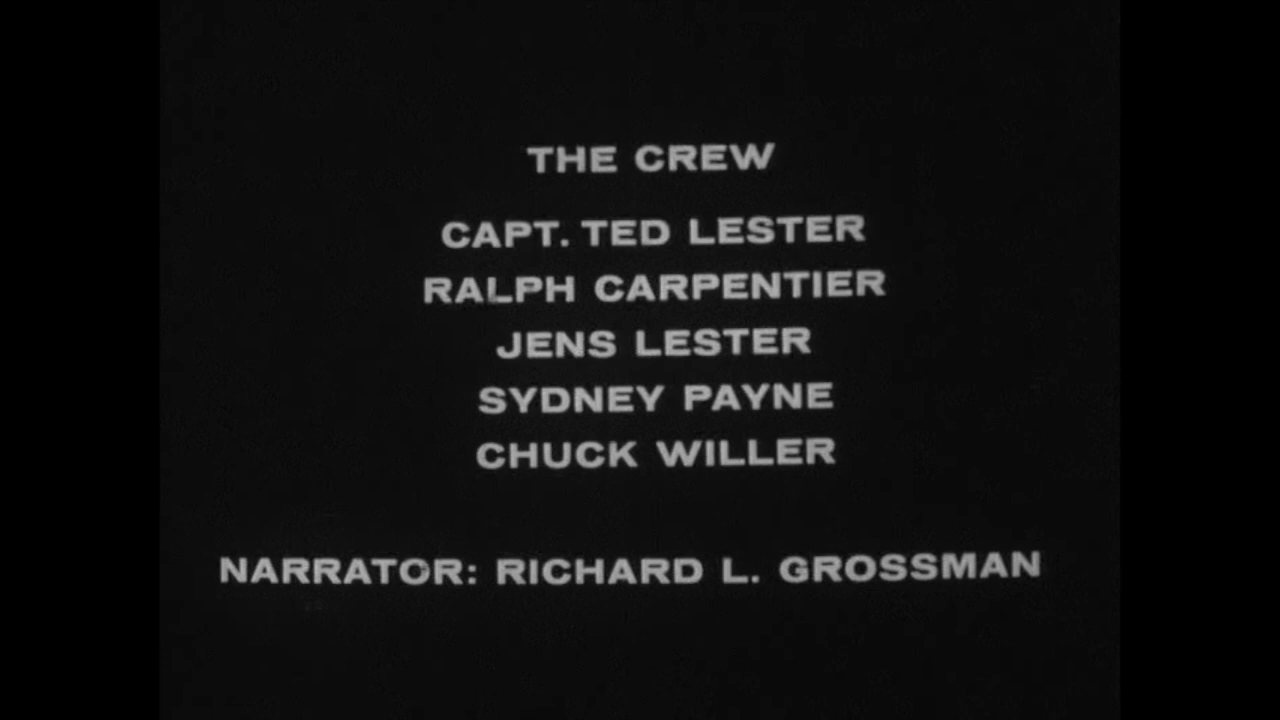 THE CREW
CAPT. TED LESTER
RALPH CARPENTIER
JENS LESTER
SYDNEY PAYNE
CHUCK WILLER
NARRATOR: RICHARD L. GROSSMAN